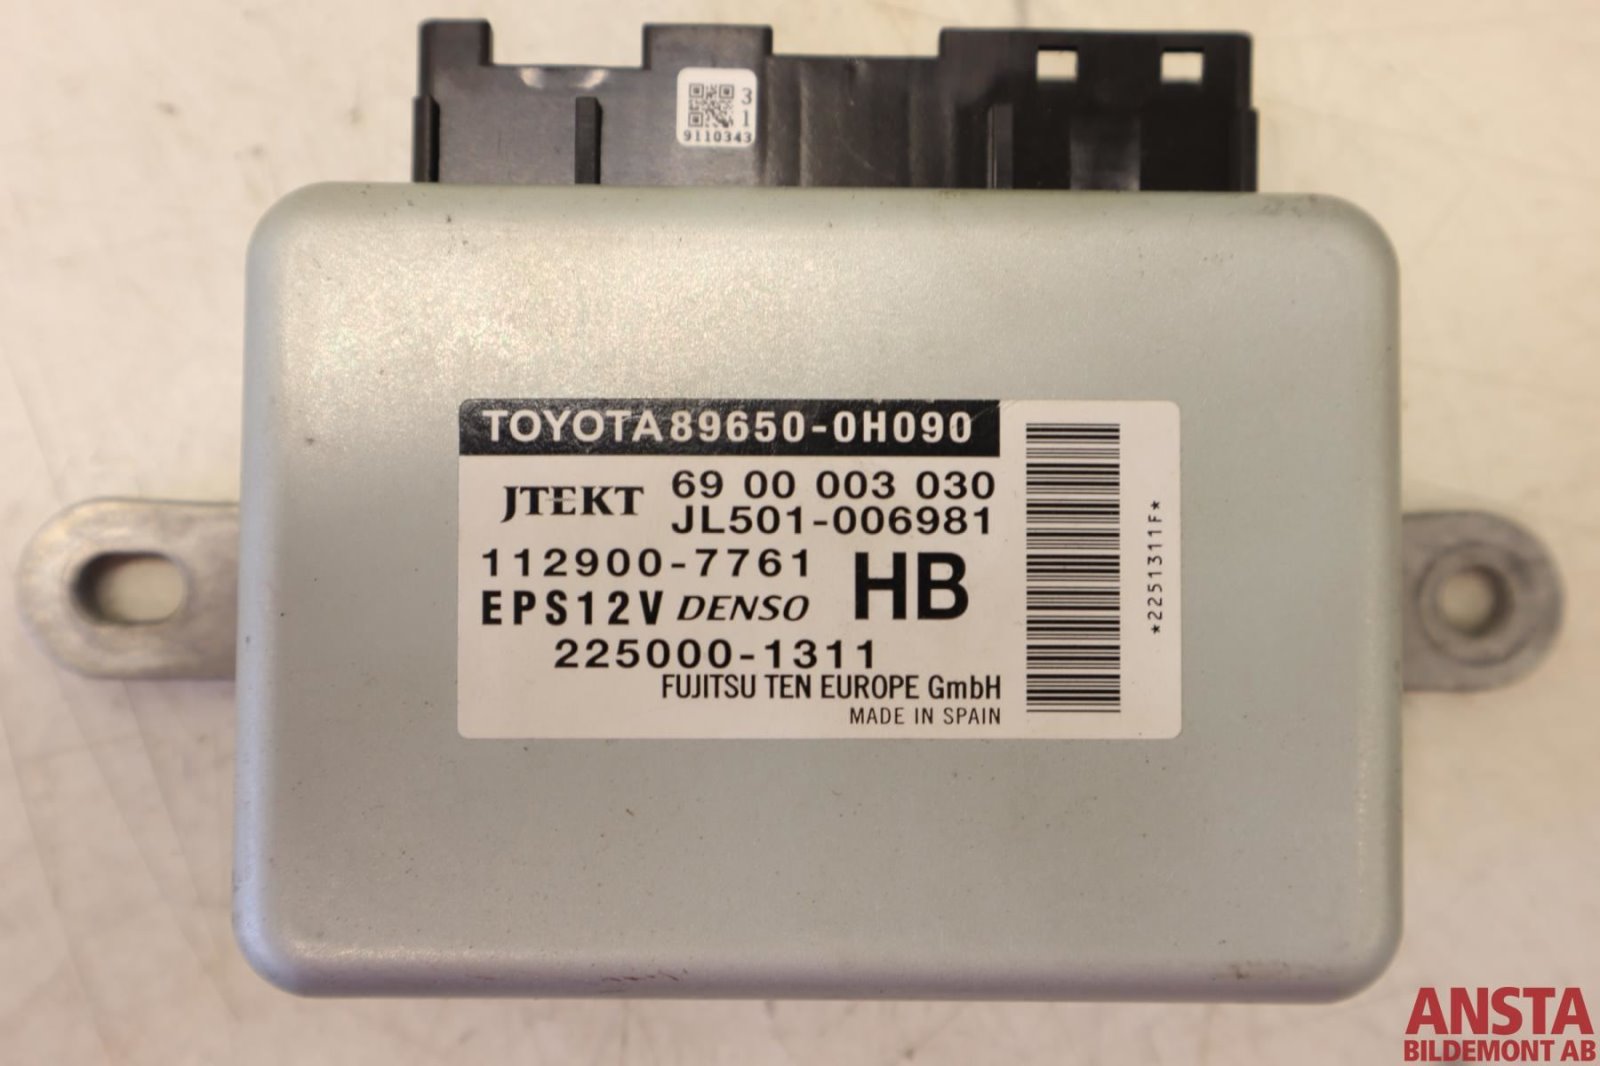 3
1
9110343
TOYOTA 89650-0H090
JTEKT 69 00 003 030
JL501-006981
112900-7761
EPS12V DENSO HB
225000-1311
FUJITSU TEN EUROPE GmbH
MADE IN SPAIN
*2251311F*
ANSTA
BILDEMONT AB